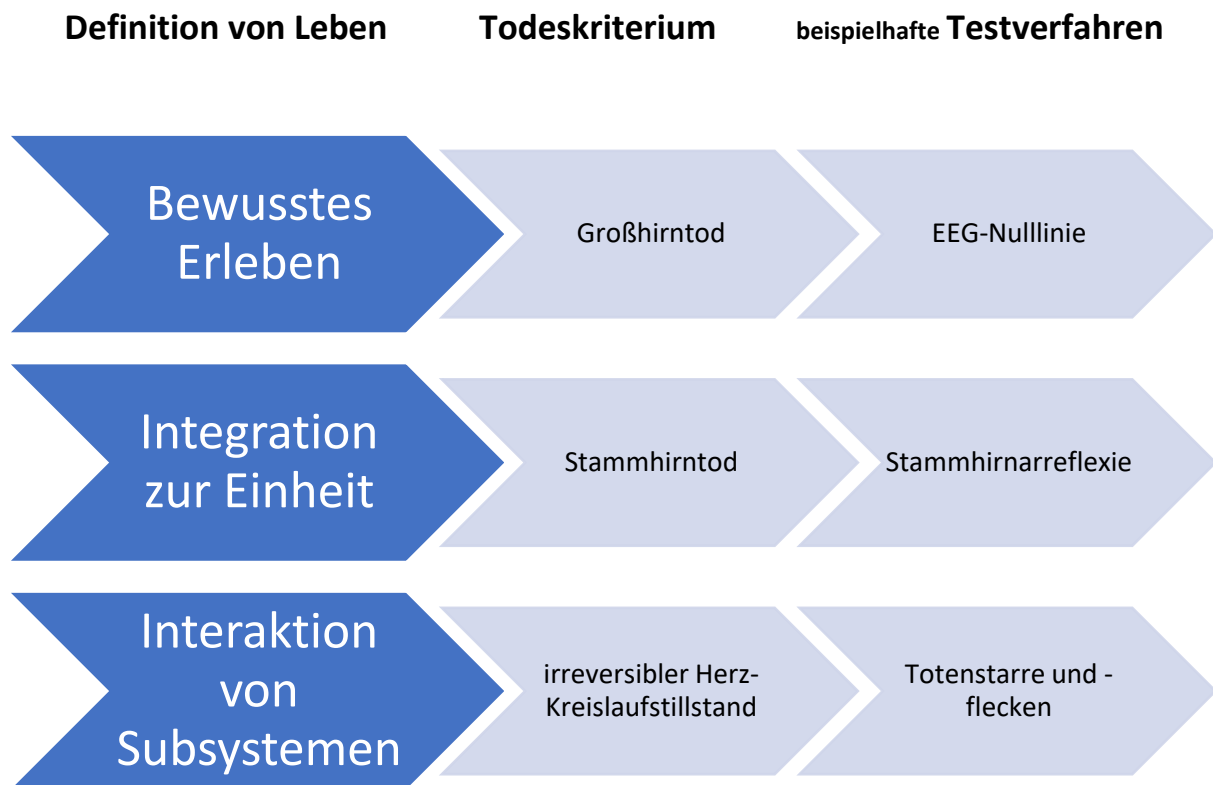 Definition von Leben Todeskriterium beispielhafte Testverfahren
Bewusstes
Erleben
Großhirntod
EEG-Nulllinie
Integration
zur Einheit
Stammhirntod
Stammhirnarreflexie
Interaktion
von
Subsystemen
irreversibler Herz-
Kreislaufstillstand
Totenstarre und -
flecken